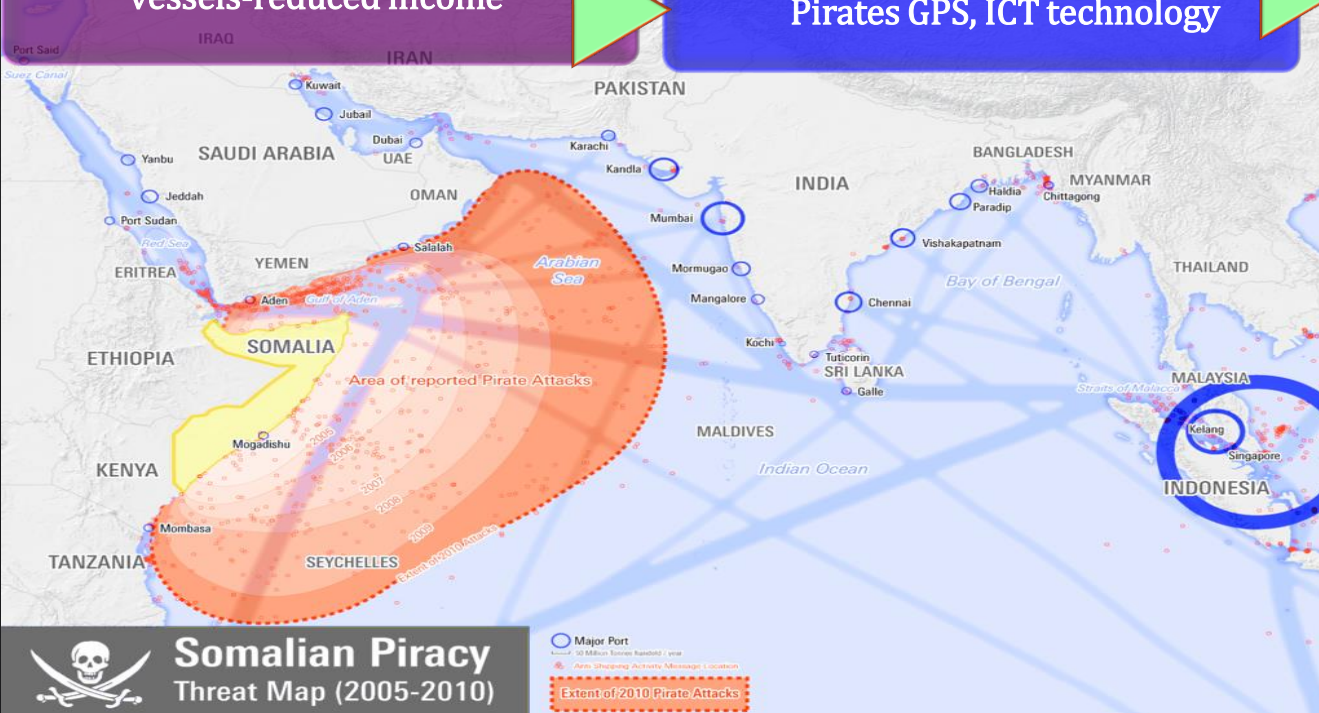 vessels-reduced income
Pirates GPS, ICT technology
IRAQ
Port Said
Suez Canal
IRAN
Kuwait
PAKISTAN
Jubail
Dubai
UAE
Karachi
SAUDI ARABIA
Yanbu
Kandla
BANGLADESH
INDIA
MYANMAR
Haldia
Chittagong
Paradip
Jeddah
OMAN
Port Sudan
Mumbai
Red Sea
Salalah
Vishakapatnam
YEMEN
Arabian
Sea
ERITREA
Mormugao
THAILAND
Bay of Bengal
Aden
Gulf of Aden
Mangalore
Chennai
SOMALIA
Kochi
ETHIOPIA
Tuticorin
SRI LANKA
Area of reported Pirate Attacks
MALAYSIA
Straits of Malacca
Galle
Kelang
MALDIVES
Mogadishu
2005
2006
Singapore
KENYA
Indian Ocean
2007
INDONESIA
2008
Mombasa
2009
TANZANIA
SEYCHELLES
Extent of 2010 Attacks
Somalian Piracy
Threat Map (2005-2010)
Major Port
Anti Shipping Activity Message Location
Extent of 2010 Pirate Attacks